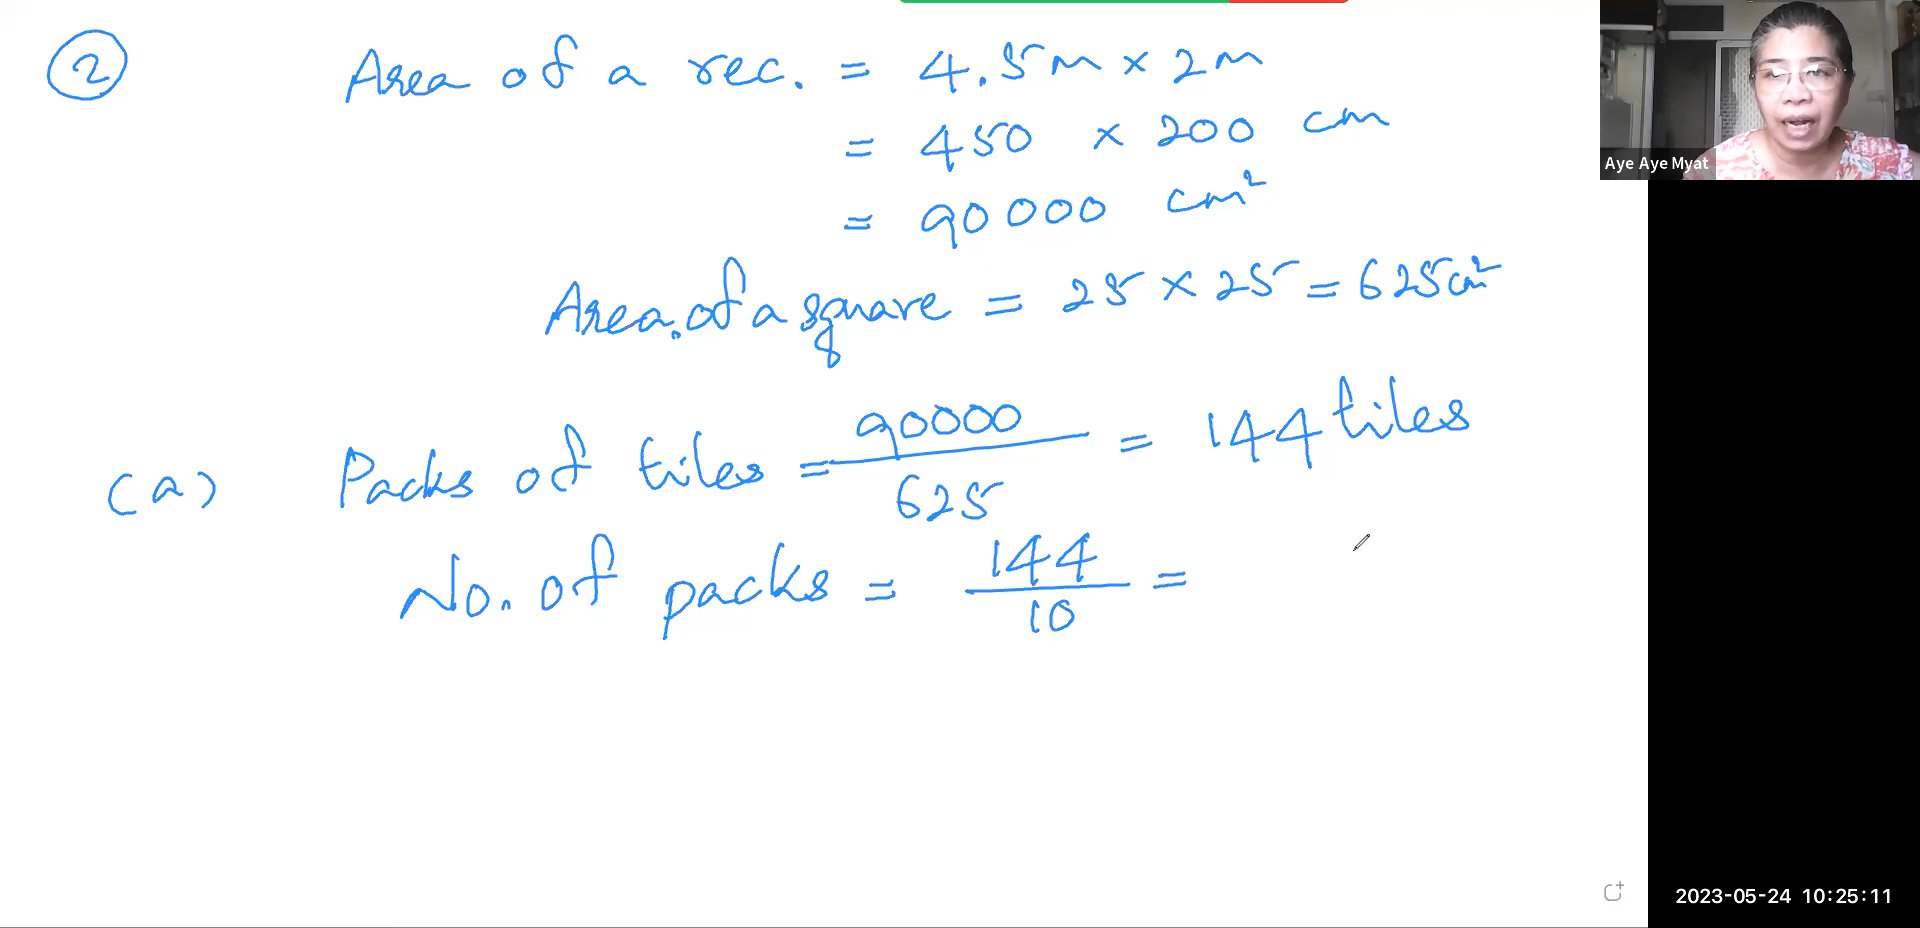 ② Area of a rec. = 4.5m × 2m
= 450 × 200 cm
= 90000 cm²
Area.of a square = 25 × 25 = 625cm²
(a) Packs of tiles = 90000/625 = 144 tiles
No. of packs = 144/10 =
Aye Aye Myat
2023-05-24 10:25:11